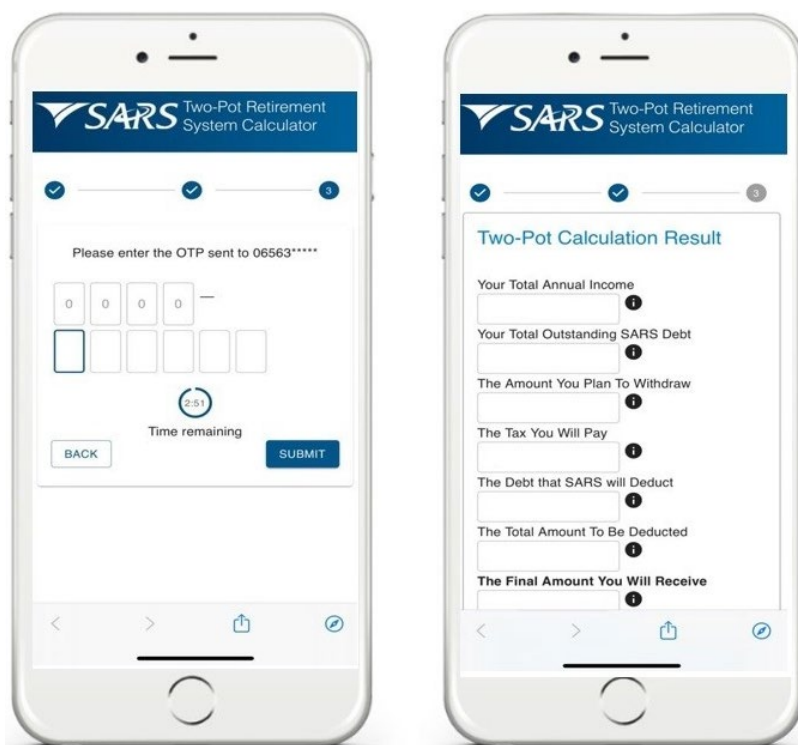 SARS Two-Pot Retirement
System Calculator
3
Please enter the OTP sent to 06563*****
0 0 0 0 —
2:51
Time remaining
BACK SUBMIT
SARS Two-Pot Retirement
System Calculator
3
Two-Pot Calculation Result
Your Total Annual Income
Your Total Outstanding SARS Debt
The Amount You Plan To Withdraw
The Tax You Will Pay
The Debt that SARS will Deduct
The Total Amount To Be Deducted
The Final Amount You Will Receive